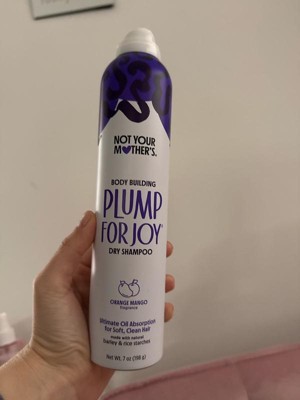 NOT YOUR
MOTHER'S.
BODY BUILDING
PLUMP
FOR JOY®
DRY SHAMPOO
ORANGE MANGO
fragrance
Ultimate Oil Absorption
for Soft, Clean Hair
made with natural
barley & rice starches
Net Wt. 7 oz (198 g)